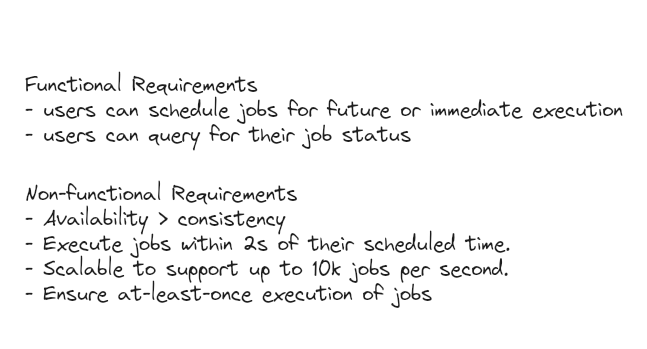 Functional Requirements
- users can schedule jobs for future or immediate execution
- users can query for their job status
Non-functional Requirements
- Availability > consistency
- Execute jobs within 2s of their scheduled time.
- Scalable to support up to 10k jobs per second.
- Ensure at-least-once execution of jobs